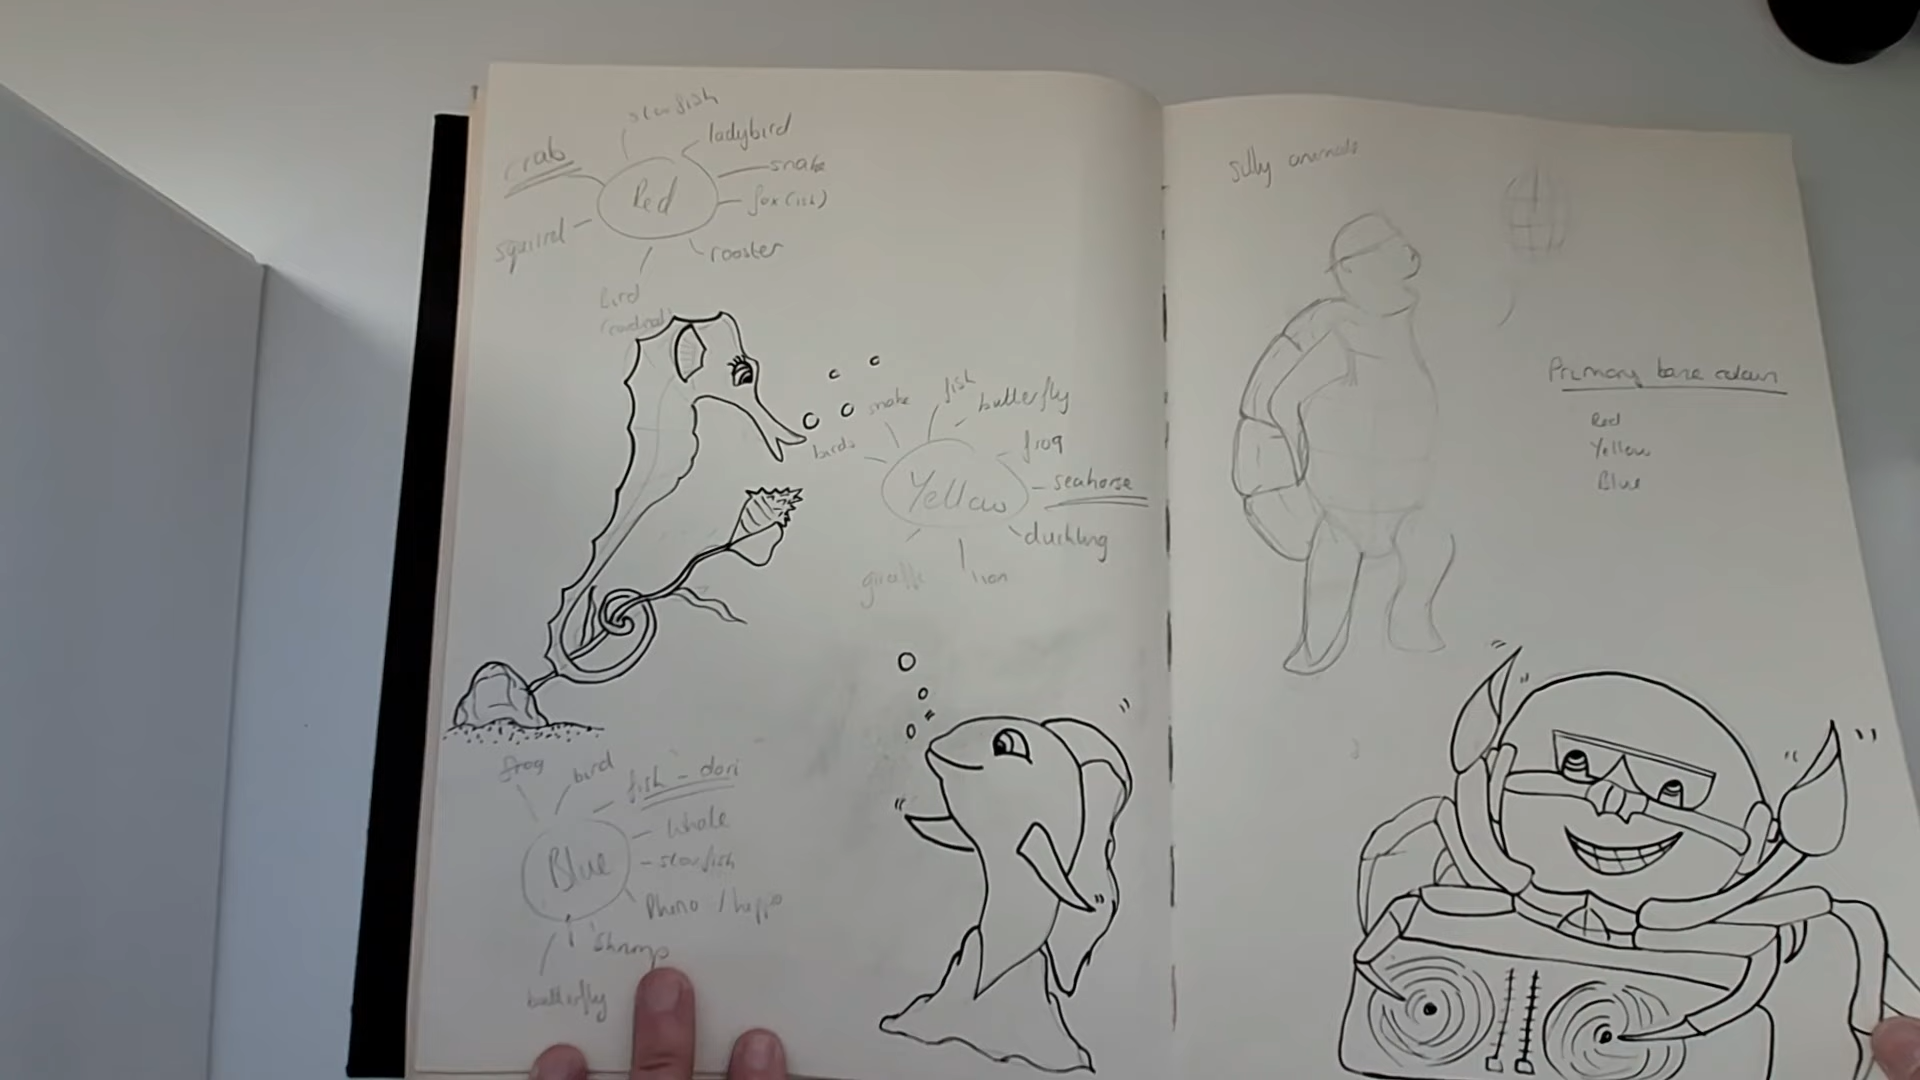 starfish
ladybird
crab
snake
Red
fox (ish)
squirrel
rooster
bird
(cardinal)
fish
butterfly
snake
birds
frog
Yellow
seahorse
duckling
giraffe
lion
frog
bird
fish - dori
Whale
Blue
starfish
Rhino / hippo
shrimp
butterfly
silly animals
Primary base colours
Red
Yellow
Blue